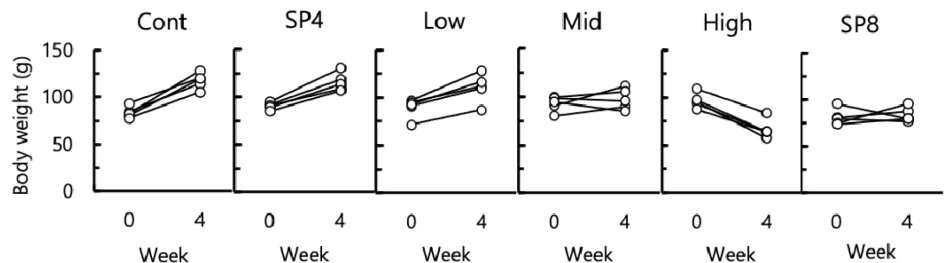 Cont SP4 Low Mid High SP8
Body weight (g)
150
100
50
0
0 4 0 4 0 4 0 4 0 4 0 4
Week Week Week Week Week Week